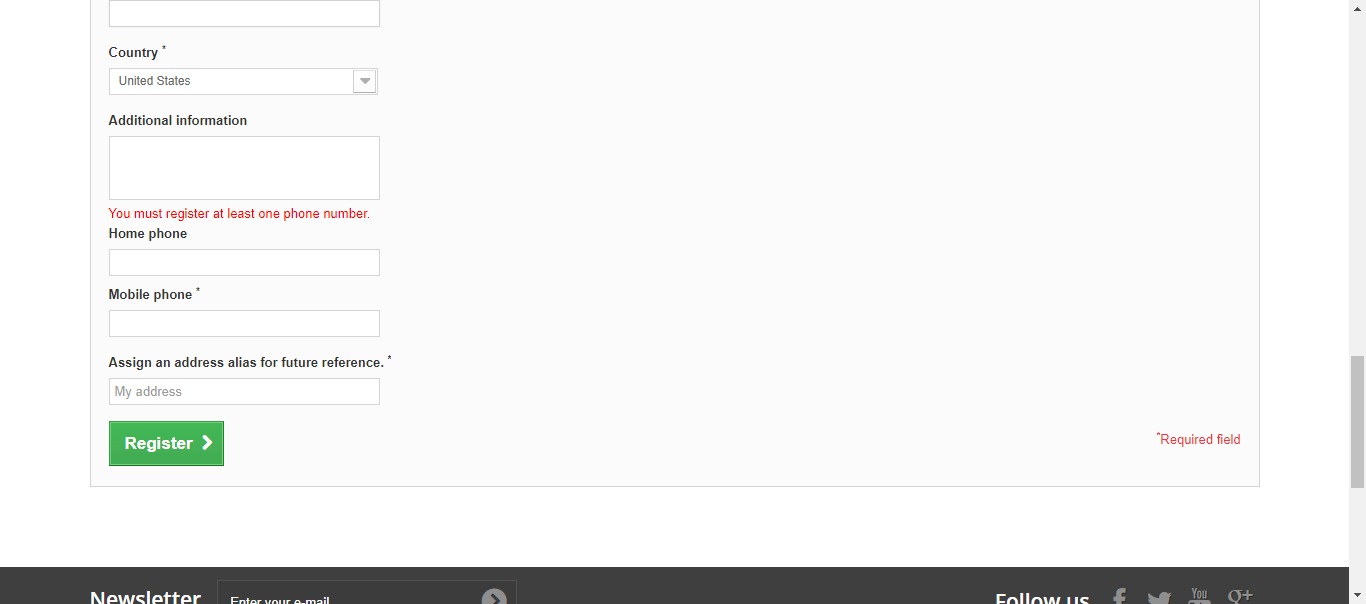 Country *
United States
Additional information
You must register at least one phone number.
Home phone
Mobile phone *
Assign an address alias for future reference. *
My address
Register
*Required field
Newsletter
Enter your e-mail
Follow us
You
g+